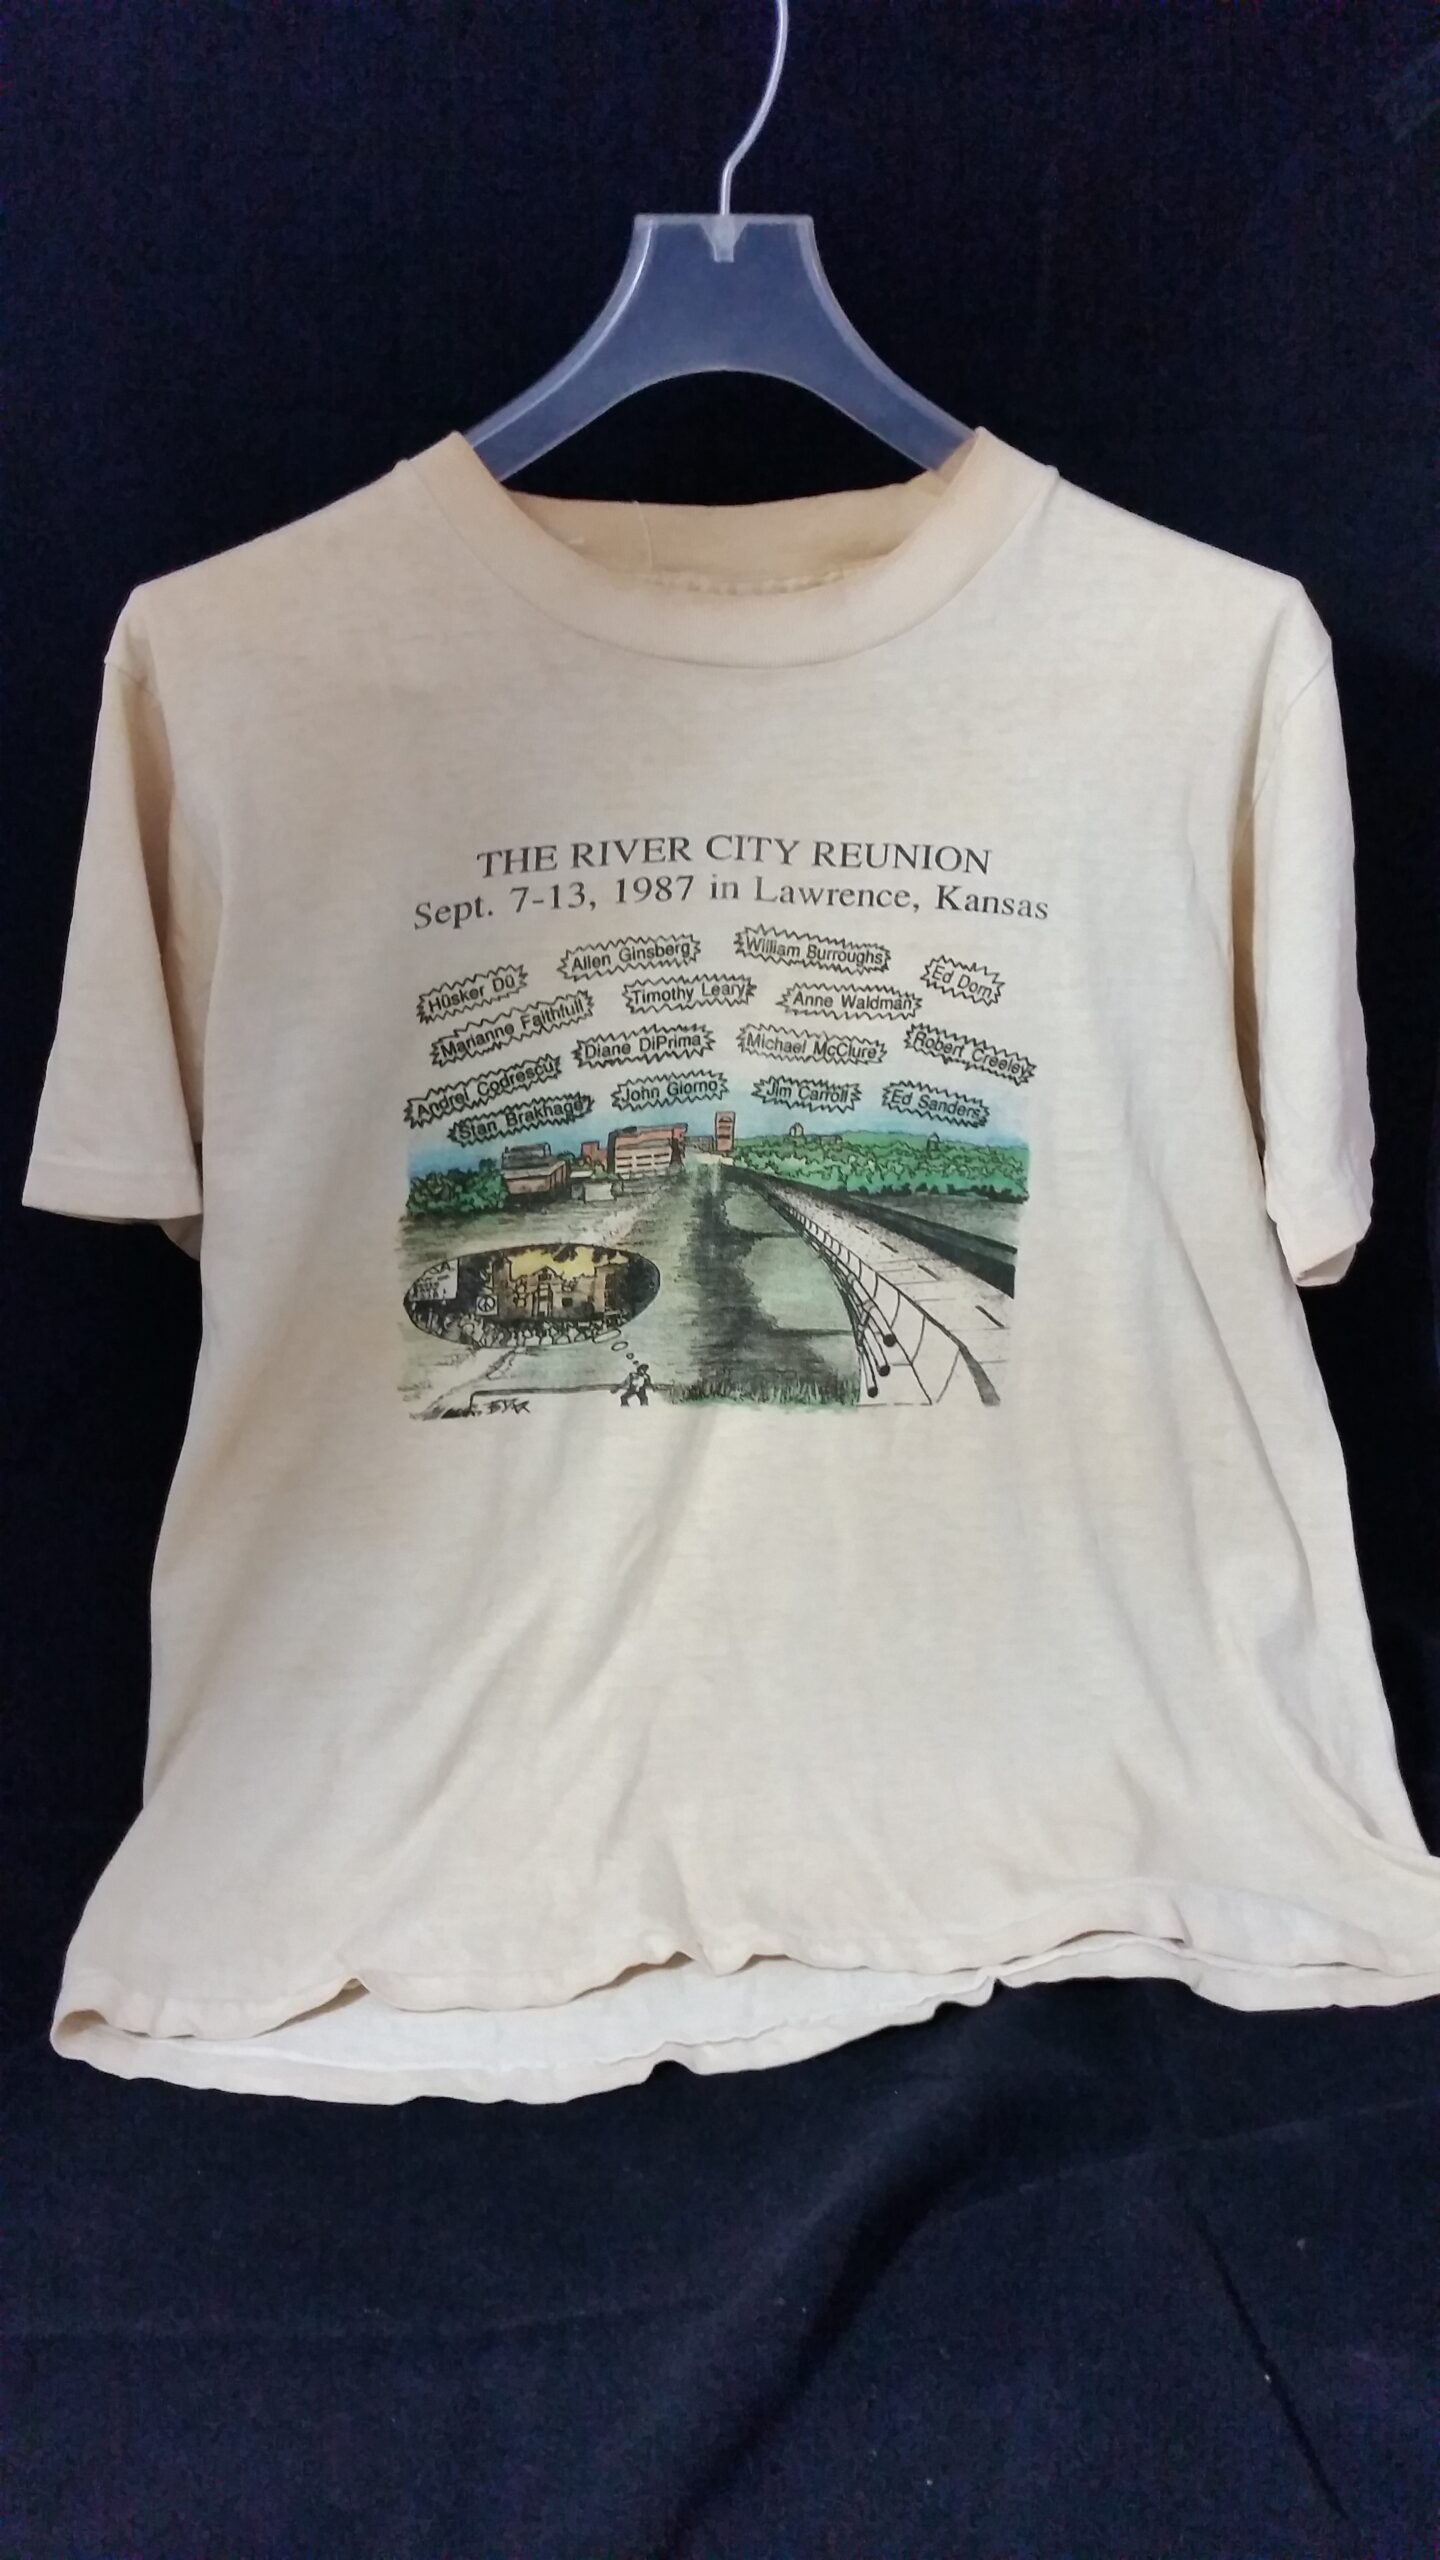 THE RIVER CITY REUNION
Sept. 7-13, 1987 in Lawrence, Kansas
Hüsker Dü Allen Ginsberg William Burroughs Ed Dorn
Marianne Faithfull Timothy Leary Anne Waldman
Andrei Codrescu Diane DiPrima Michael McClure Robert Creeley
Stan Brakhage John Giorno Jim Carroll Ed Sanders